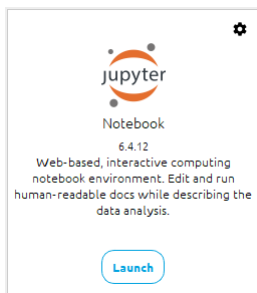 jupyter
Notebook
6.4.12
Web-based, interactive computing
notebook environment. Edit and run
human-readable docs while describing the
data analysis.
Launch